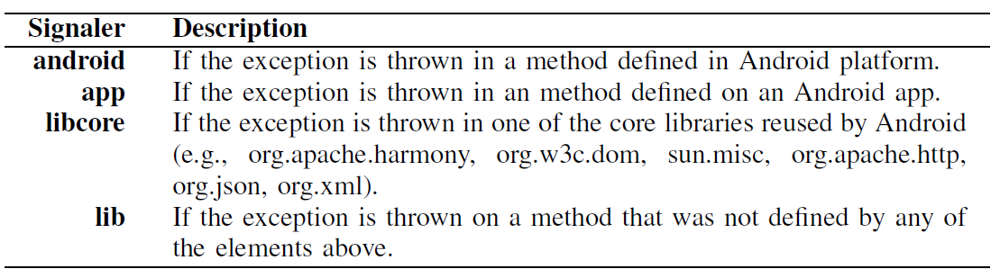 Signaler Description
android If the exception is thrown in a method defined in Android platform.
app If the exception is thrown in an method defined on an Android app.
libcore If the exception is thrown in one of the core libraries reused by Android
(e.g., org.apache.harmony, org.w3c.dom, sun.misc, org.apache.http,
org.json, org.xml).
lib If the exception is thrown on a method that was not defined by any of
the elements above.